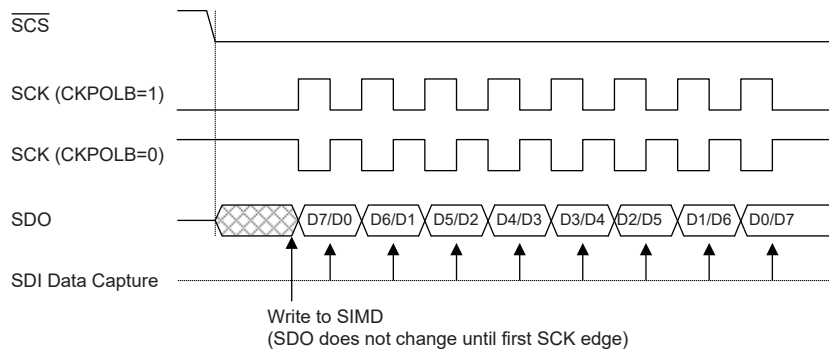 SCS
SCK (CKPOLB=1)
SCK (CKPOLB=0)
SDO
D7/D0 D6/D1 D5/D2 D4/D3 D3/D4 D2/D5 D1/D6 D0/D7
SDI Data Capture
Write to SIMD
(SDO does not change until first SCK edge)